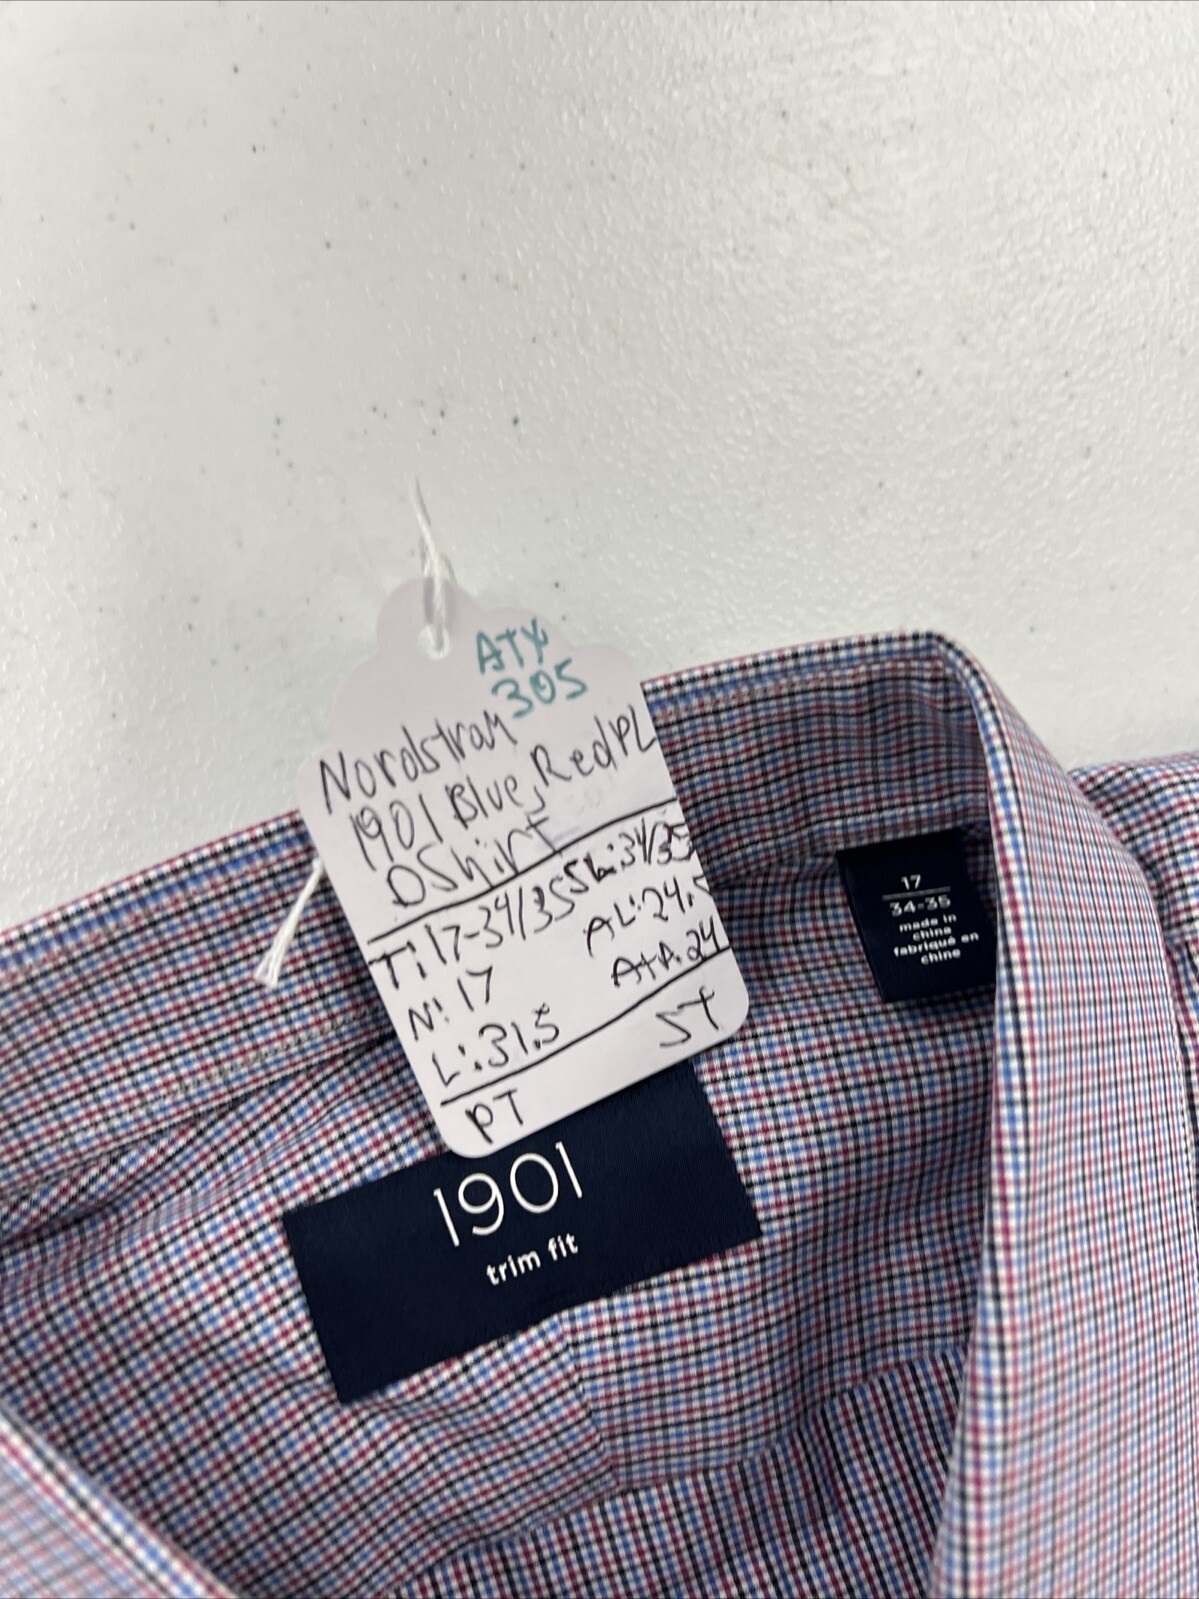 ATY
305
Nordstrom
1901 Blue, Red PL
DShirt
T: 17-34/35 SL: 34/35
N: 17 AL: 24.5
L: 31.5 AtA: 24
PT ST
17
34-35
made in
china
fabriqué en
chine
1901
trim fit